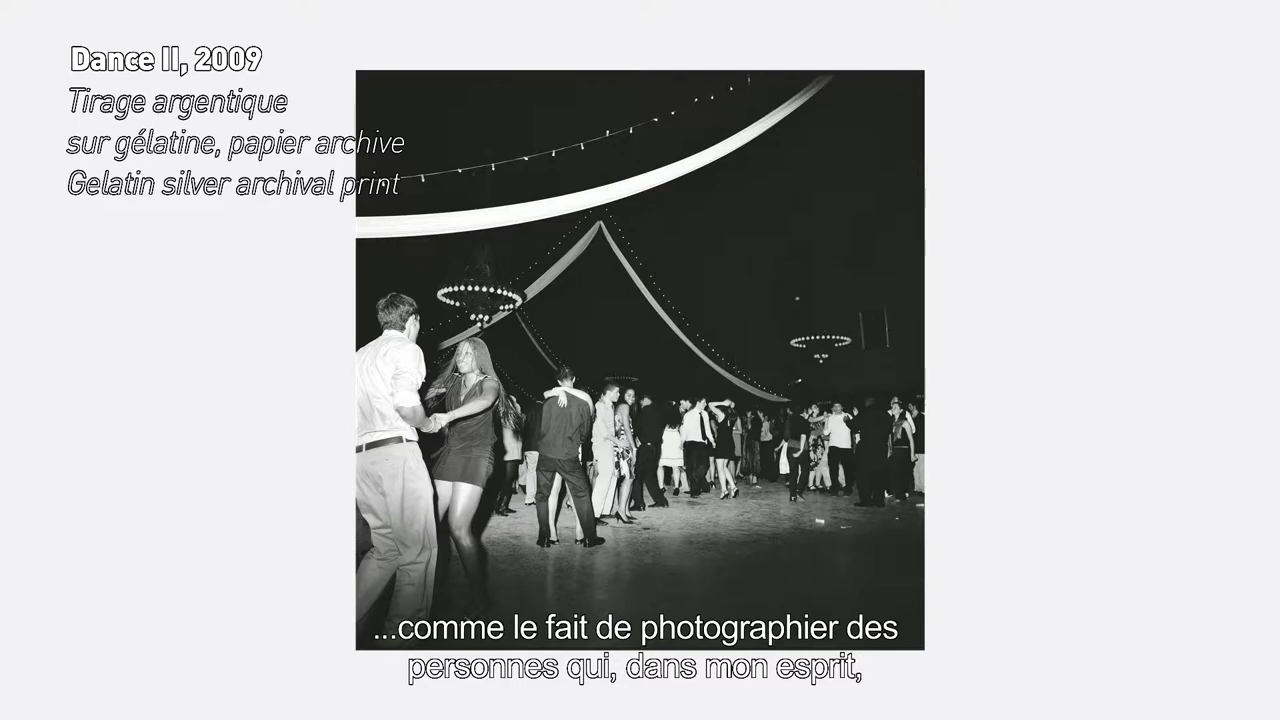 Dance II, 2009
Tirage argentique
sur gélatine, papier archive
Gelatin silver archival print
...comme le fait de photographier des
personnes qui, dans mon esprit,